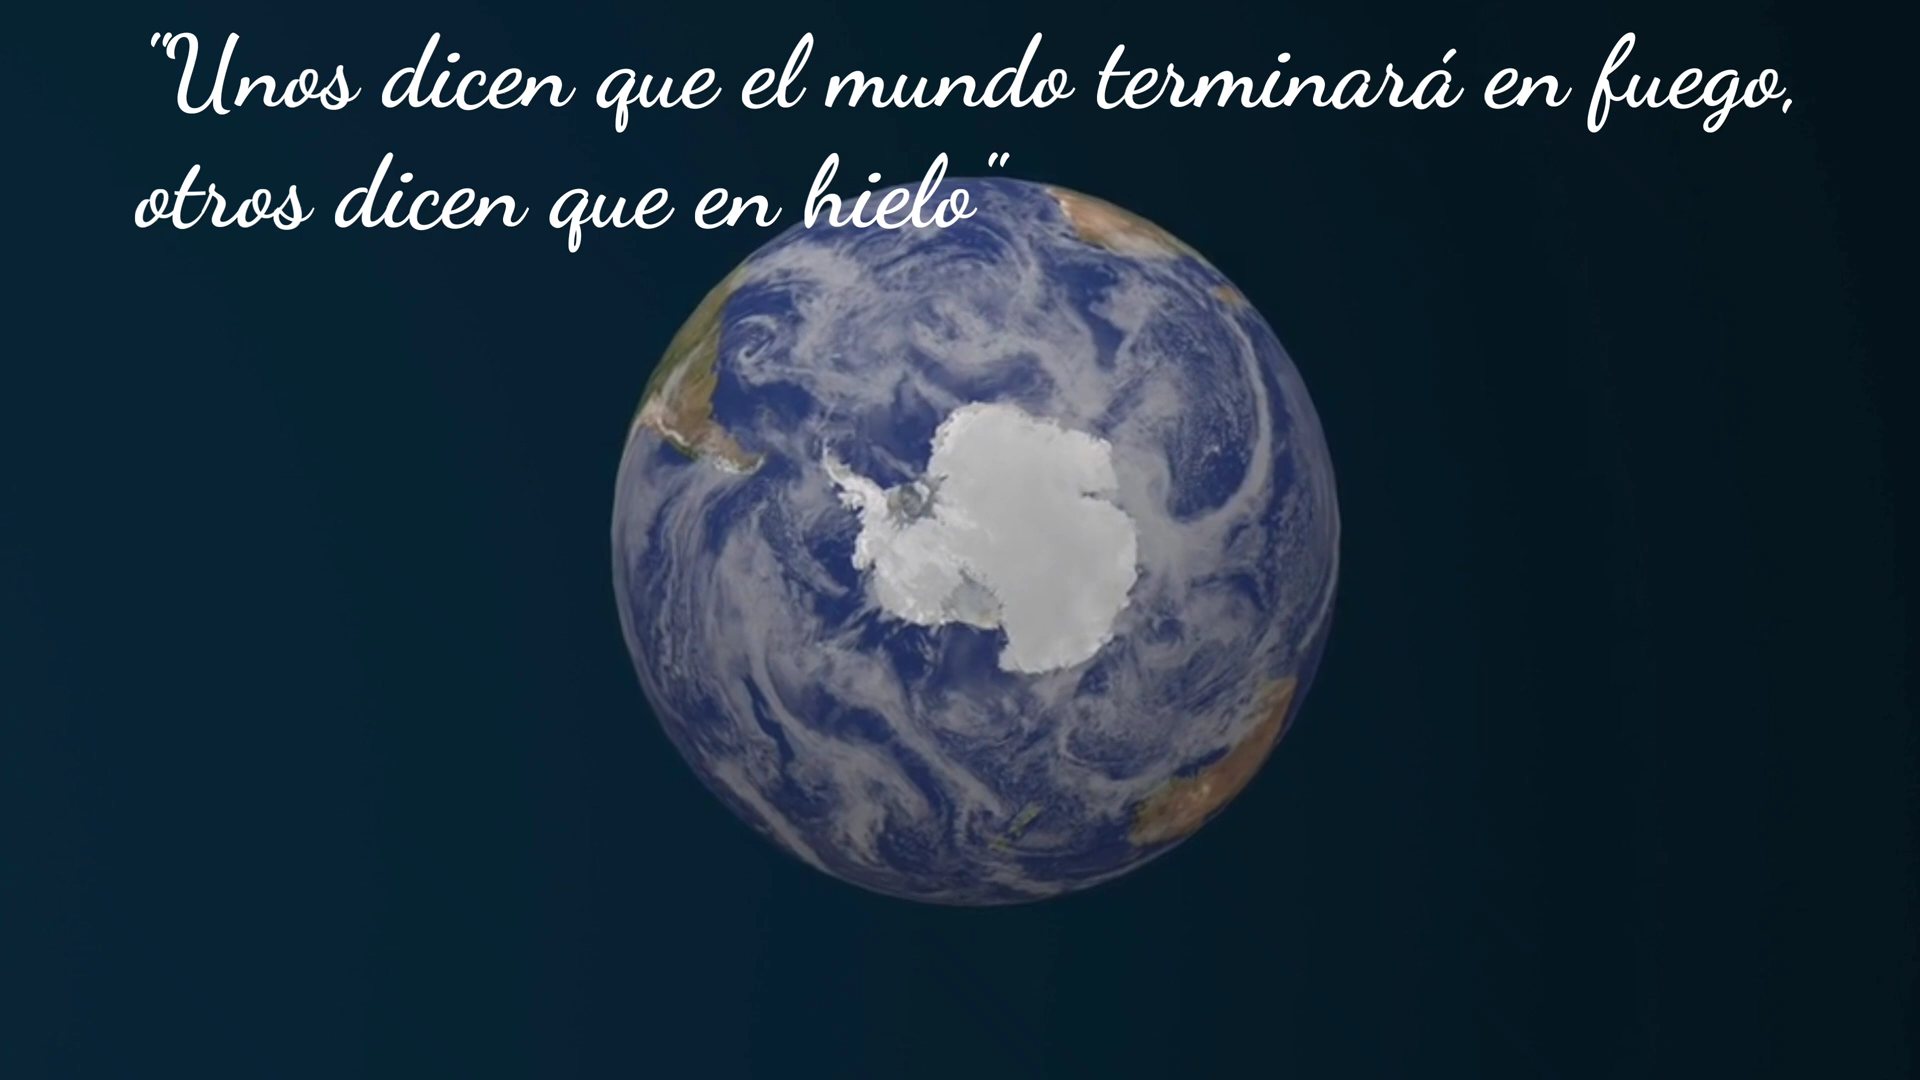 "Unos dicen que el mundo terminará en fuego,
otros dicen que en hielo"